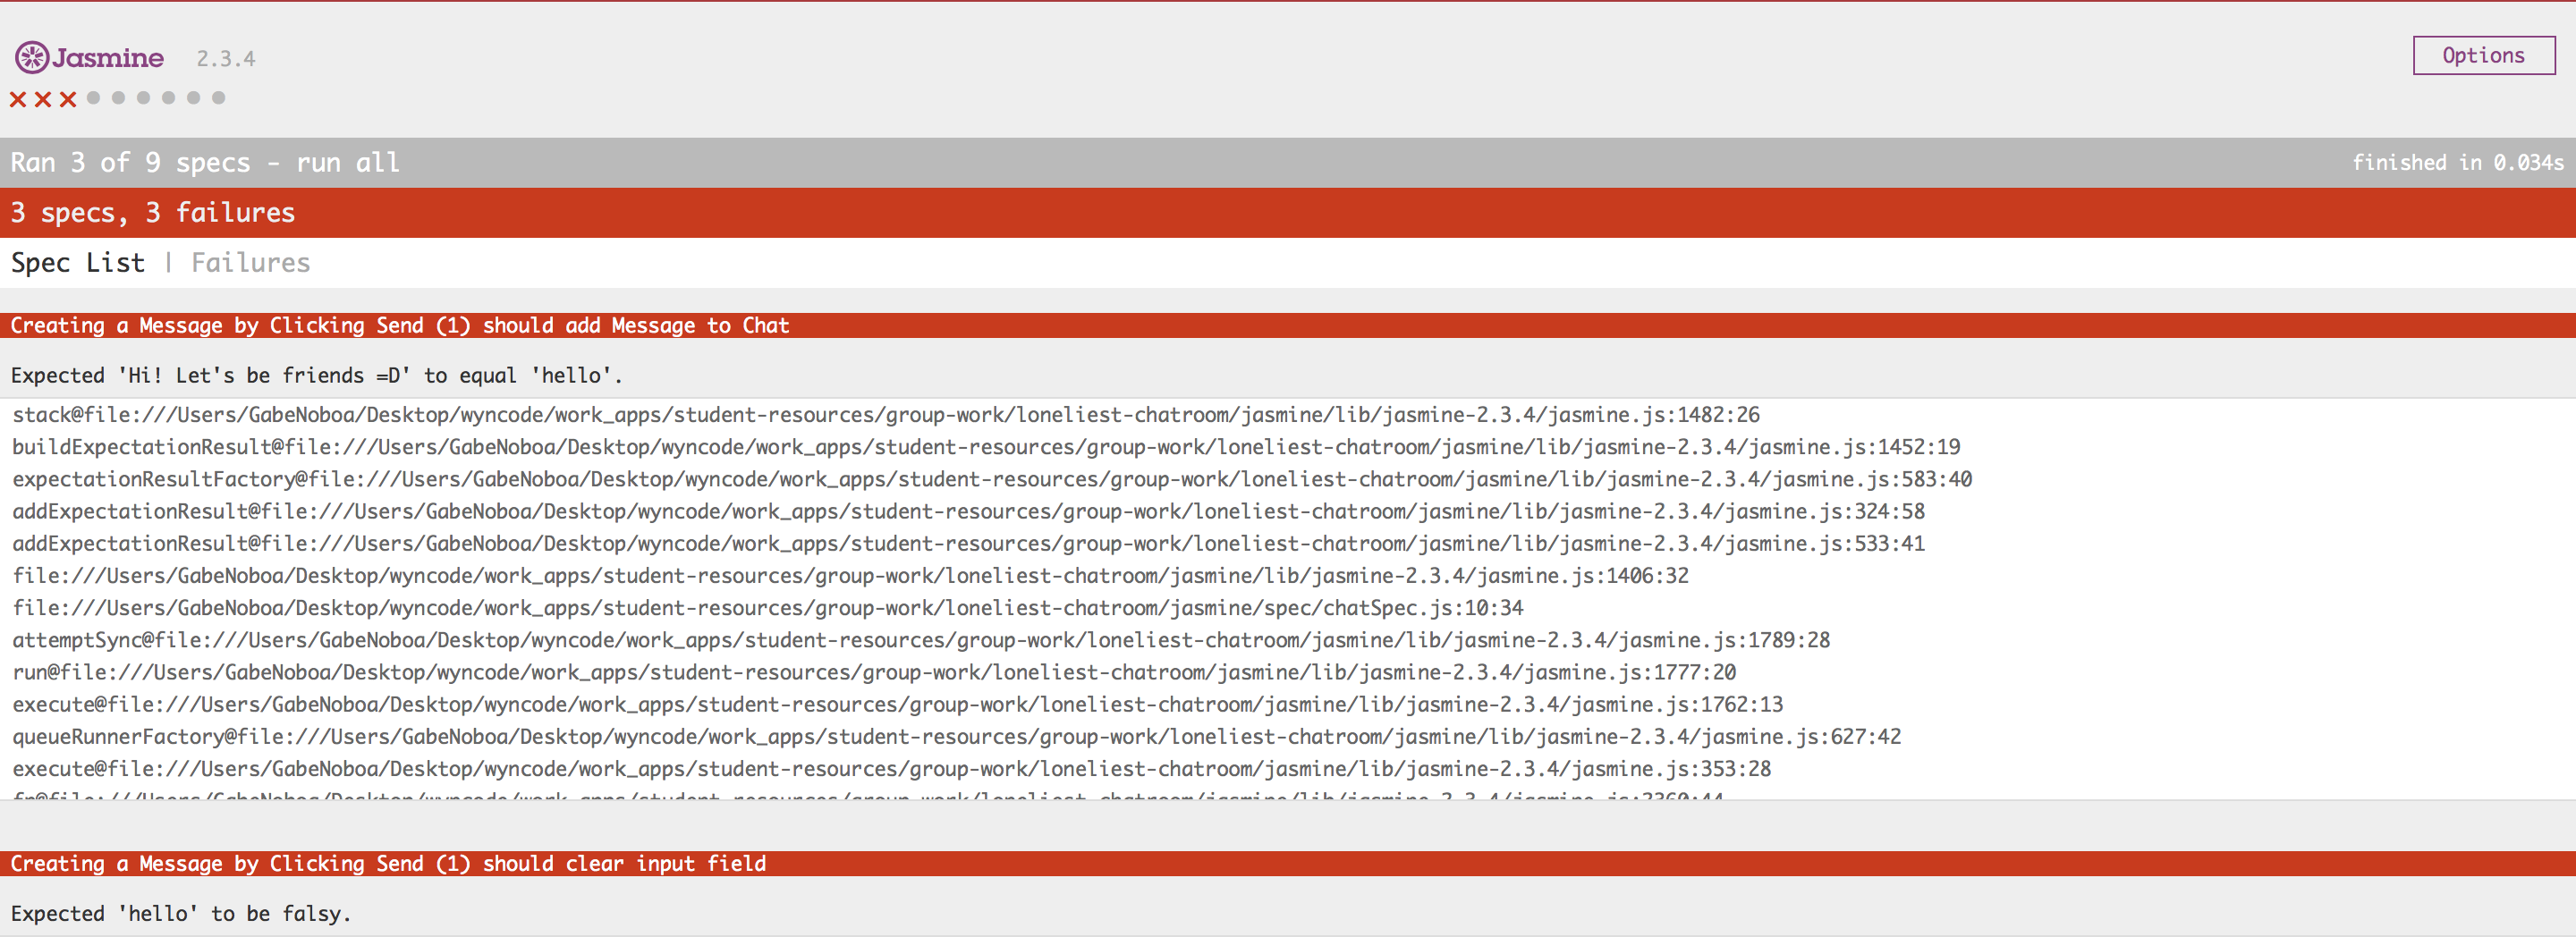 Jasmine 2.3.4
Options
Ran 3 of 9 specs - run all
finished in 0.034s
3 specs, 3 failures
Spec List | Failures
Creating a Message by Clicking Send (1) should add Message to Chat
Expected 'Hi! Let's be friends =D' to equal 'hello'.
stack@file:///Users/GabeNoboa/Desktop/wyncode/work_apps/student-resources/group-work/loneliest-chatroom/jasmine/lib/jasmine-2.3.4/jasmine.js:1482:26
buildExpectationResult@file:///Users/GabeNoboa/Desktop/wyncode/work_apps/student-resources/group-work/loneliest-chatroom/jasmine/lib/jasmine-2.3.4/jasmine.js:1452:19
expectationResultFactory@file:///Users/GabeNoboa/Desktop/wyncode/work_apps/student-resources/group-work/loneliest-chatroom/jasmine/lib/jasmine-2.3.4/jasmine.js:583:40
addExpectationResult@file:///Users/GabeNoboa/Desktop/wyncode/work_apps/student-resources/group-work/loneliest-chatroom/jasmine/lib/jasmine-2.3.4/jasmine.js:324:58
addExpectationResult@file:///Users/GabeNoboa/Desktop/wyncode/work_apps/student-resources/group-work/loneliest-chatroom/jasmine/lib/jasmine-2.3.4/jasmine.js:533:41
file:///Users/GabeNoboa/Desktop/wyncode/work_apps/student-resources/group-work/loneliest-chatroom/jasmine/lib/jasmine-2.3.4/jasmine.js:1406:32
file:///Users/GabeNoboa/Desktop/wyncode/work_apps/student-resources/group-work/loneliest-chatroom/jasmine/spec/chatSpec.js:10:34
attemptSync@file:///Users/GabeNoboa/Desktop/wyncode/work_apps/student-resources/group-work/loneliest-chatroom/jasmine/lib/jasmine-2.3.4/jasmine.js:1789:28
run@file:///Users/GabeNoboa/Desktop/wyncode/work_apps/student-resources/group-work/loneliest-chatroom/jasmine/lib/jasmine-2.3.4/jasmine.js:1777:20
execute@file:///Users/GabeNoboa/Desktop/wyncode/work_apps/student-resources/group-work/loneliest-chatroom/jasmine/lib/jasmine-2.3.4/jasmine.js:1762:13
queueRunnerFactory@file:///Users/GabeNoboa/Desktop/wyncode/work_apps/student-resources/group-work/loneliest-chatroom/jasmine/lib/jasmine-2.3.4/jasmine.js:627:42
execute@file:///Users/GabeNoboa/Desktop/wyncode/work_apps/student-resources/group-work/loneliest-chatroom/jasmine/lib/jasmine-2.3.4/jasmine.js:353:28
Creating a Message by Clicking Send (1) should clear input field
Expected 'hello' to be falsy.